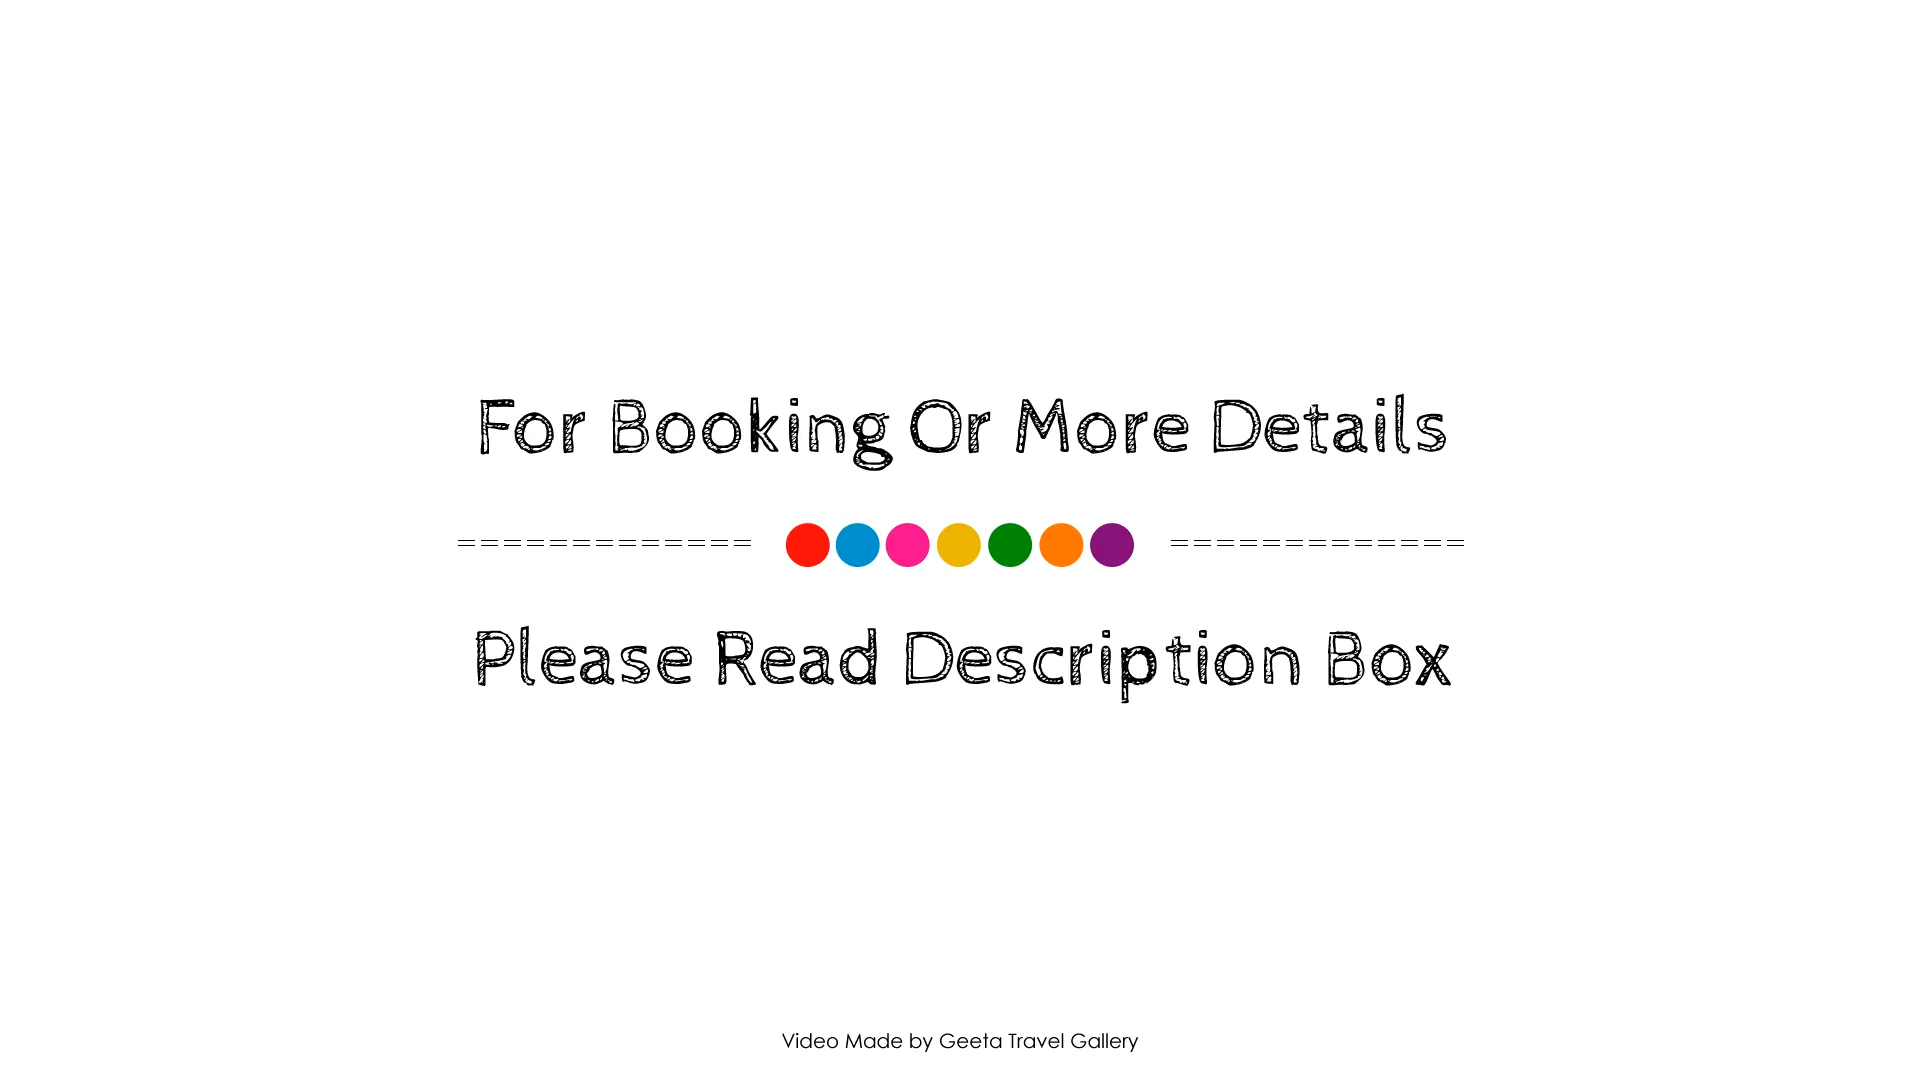 For Booking Or More Details
============= =============
Please Read Description Box
Video Made by Geeta Travel Gallery